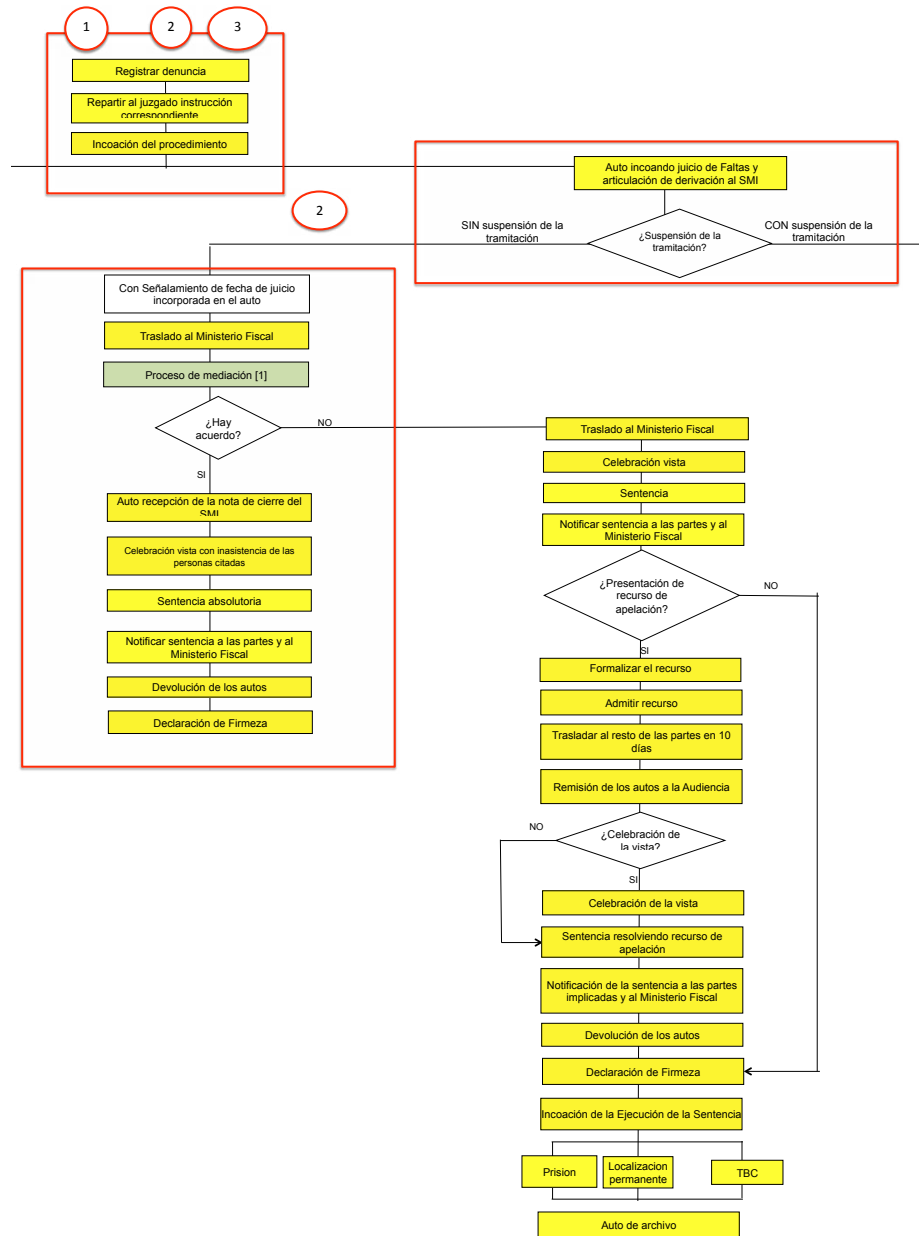 1
2
3
Registrar denuncia
Repartir al juzgado instrucción
correspondiente
Incoación del procedimiento
Auto incoando juicio de Faltas y
articulación de derivación al SMI
2
SIN suspensión de la
tramitación
¿Suspensión de la
tramitación?
CON suspensión de la
tramitación
Con Señalamiento de fecha de juicio
incorporada en el auto
Traslado al Ministerio Fiscal
Proceso de mediación [1]
¿Hay
acuerdo?
NO
SI
Auto recepción de la nota de cierre del
SMI
Celebración vista con inasistencia de las
personas citadas
Sentencia absolutoria
Notificar sentencia a las partes y al
Ministerio Fiscal
Devolución de los autos
Declaración de Firmeza
Traslado al Ministerio Fiscal
Celebración vista
Sentencia
Notificar sentencia a las partes y al
Ministerio Fiscal
¿Presentación de
recurso de
apelación?
NO
SI
Formalizar el recurso
Admitir recurso
Trasladar al resto de las partes en 10
días
Remisión de los autos a la Audiencia
NO
¿Celebración de
la vista?
SI
Celebración de la vista
Sentencia resolviendo recurso de
apelación
Notificación de la sentencia a las partes
implicadas y al Ministerio Fiscal
Devolución de los autos
Declaración de Firmeza
Incoación de la Ejecución de la Sentencia
Prision
Localizacion
permanente
TBC
Auto de archivo